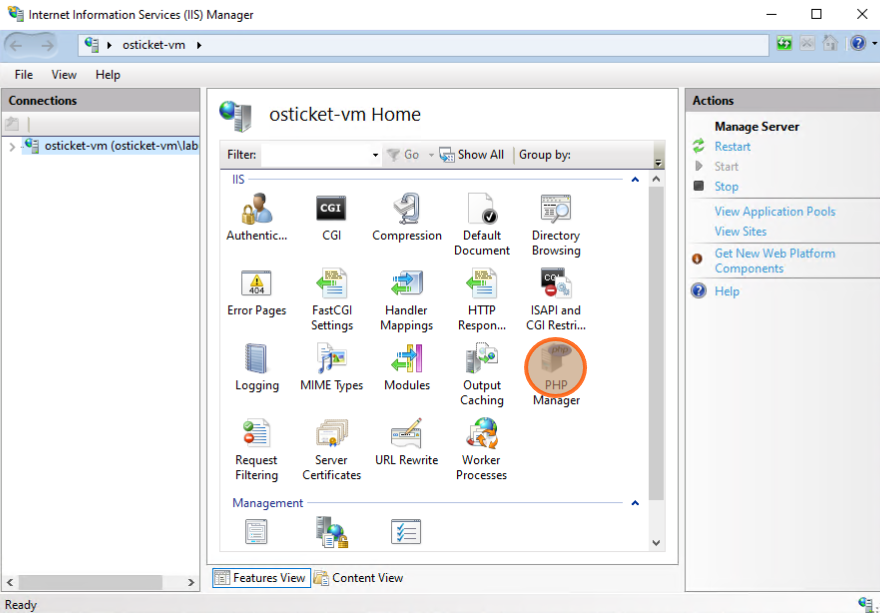 Internet Information Services (IIS) Manager
osticket-vm
File View Help
Connections
osticket-vm (osticket-vm\lab
osticket-vm Home
Filter: Go Show All Group by:
IIS
Authentic... CGI Compression Default Document Directory Browsing
Error Pages FastCGI Settings Handler Mappings HTTP Respon... ISAPI and CGI Restri...
Logging MIME Types Modules Output Caching PHP Manager
Request Filtering Server Certificates URL Rewrite Worker Processes
Management
Features View Content View
Actions
Manage Server
Restart
Start
Stop
View Application Pools
View Sites
Get New Web Platform
Components
Help
Ready